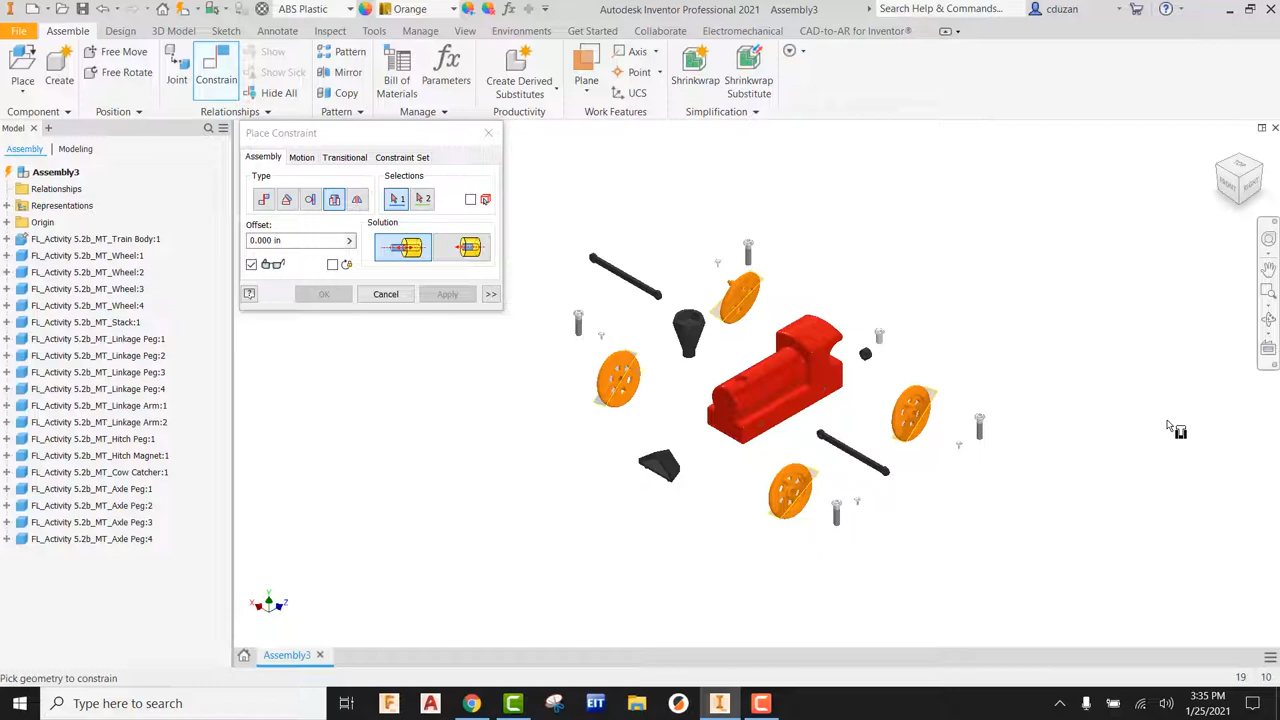 ABS Plastic
Orange
Autodesk Inventor Professional 2021 Assembly3
Search Help & Commands...
cduzan
File
Assemble
Design
3D Model
Sketch
Annotate
Inspect
Tools
Manage
View
Environments
Get Started
Collaborate
Electromechanical
CAD-to-AR for Inventor®
Place
Create
Free Move
Free Rotate
Joint
Constrain
Show
Show Sick
Hide All
Pattern
Mirror
Copy
Bill of
Materials
Parameters
Create Derived
Substitutes
Plane
Axis
Point
UCS
Shrinkwrap
Shrinkwrap
Substitute
Component
Position
Relationships
Pattern
Manage
Productivity
Work Features
Simplification
Model
Assembly
Modeling
Assembly3
Relationships
Representations
Origin
FL_Activity 5.2b_MT_Train Body:1
FL_Activity 5.2b_MT_Wheel:1
FL_Activity 5.2b_MT_Wheel:2
FL_Activity 5.2b_MT_Wheel:3
FL_Activity 5.2b_MT_Wheel:4
FL_Activity 5.2b_MT_Stack:1
FL_Activity 5.2b_MT_Linkage Peg:1
FL_Activity 5.2b_MT_Linkage Peg:2
FL_Activity 5.2b_MT_Linkage Peg:3
FL_Activity 5.2b_MT_Linkage Peg:4
FL_Activity 5.2b_MT_Linkage Arm:1
FL_Activity 5.2b_MT_Linkage Arm:2
FL_Activity 5.2b_MT_Hitch Peg:1
FL_Activity 5.2b_MT_Hitch Magnet:1
FL_Activity 5.2b_MT_Cow Catcher:1
FL_Activity 5.2b_MT_Axle Peg:1
FL_Activity 5.2b_MT_Axle Peg:2
FL_Activity 5.2b_MT_Axle Peg:3
FL_Activity 5.2b_MT_Axle Peg:4
Place Constraint
Assembly
Motion
Transitional
Constraint Set
Type
Selections
1
2
Offset:
0.000 in
Solution
OK
Cancel
Apply
>>
TOP
FRONT
RIGHT
X
Y
Z
Assembly3
Pick geometry to constrain
19
10
Type here to search
EIT
3:35 PM
1/25/2021